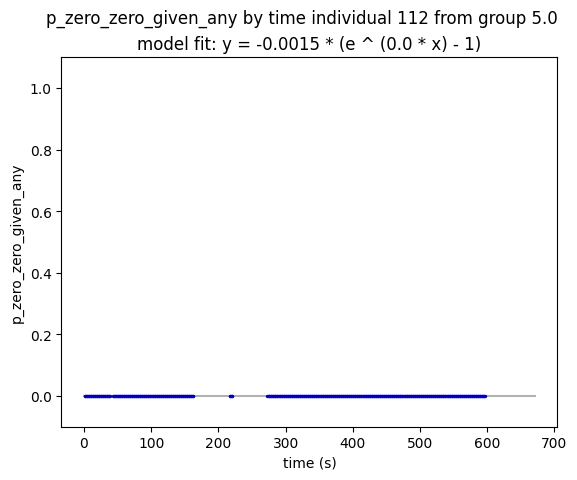 p_zero_zero_given_any by time individual 112 from group 5.0
model fit: y = -0.0015 * (e ^ (0.0 * x) - 1)
1.0
0.8
0.6
0.4
0.2
0.0
p_zero_zero_given_any
0 100 200 300 400 500 600 700
time (s)